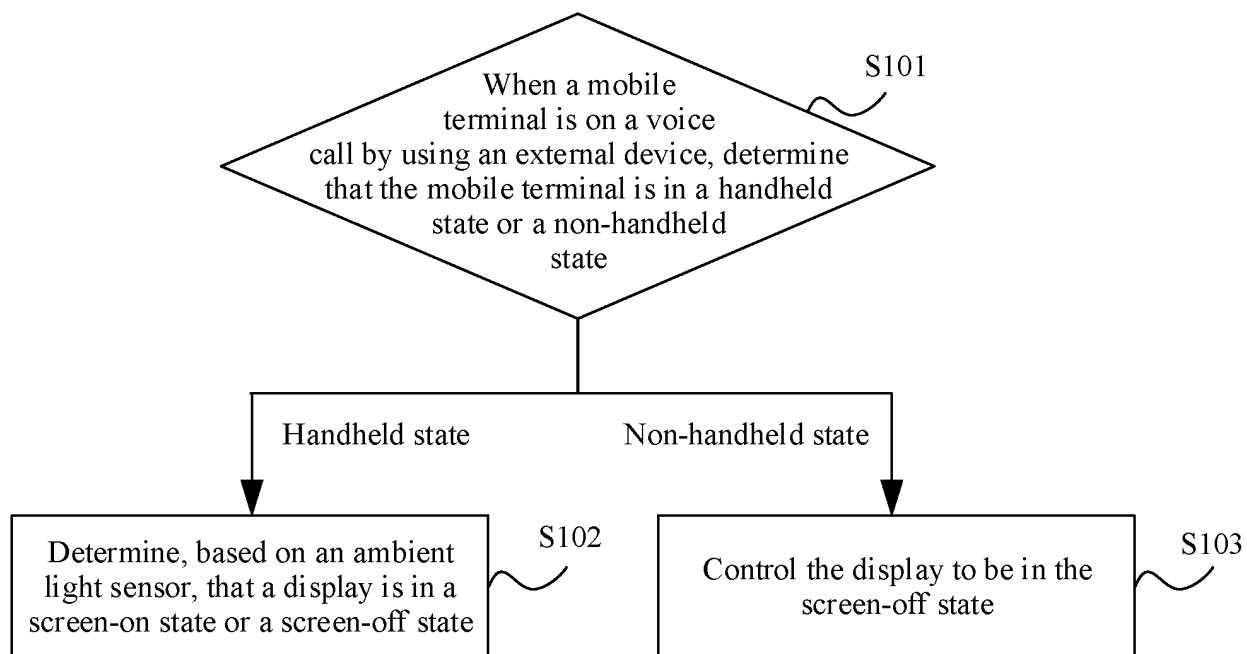 S101
When a mobile
terminal is on a voice
call by using an external device, determine
that the mobile terminal is in a handheld
state or a non-handheld
state
Handheld state
Non-handheld state
Determine, based on an ambient
light sensor, that a display is in a
screen-on state or a screen-off state
S102
Control the display to be in the
screen-off state
S103